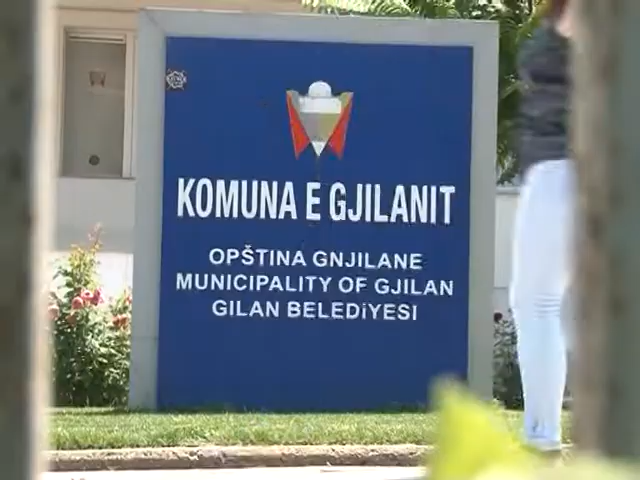 KOMUNA E GJILANIT
OPŠTINA GNJILANE
MUNICIPALITY OF GJILAN
GILAN BELEDİYESI